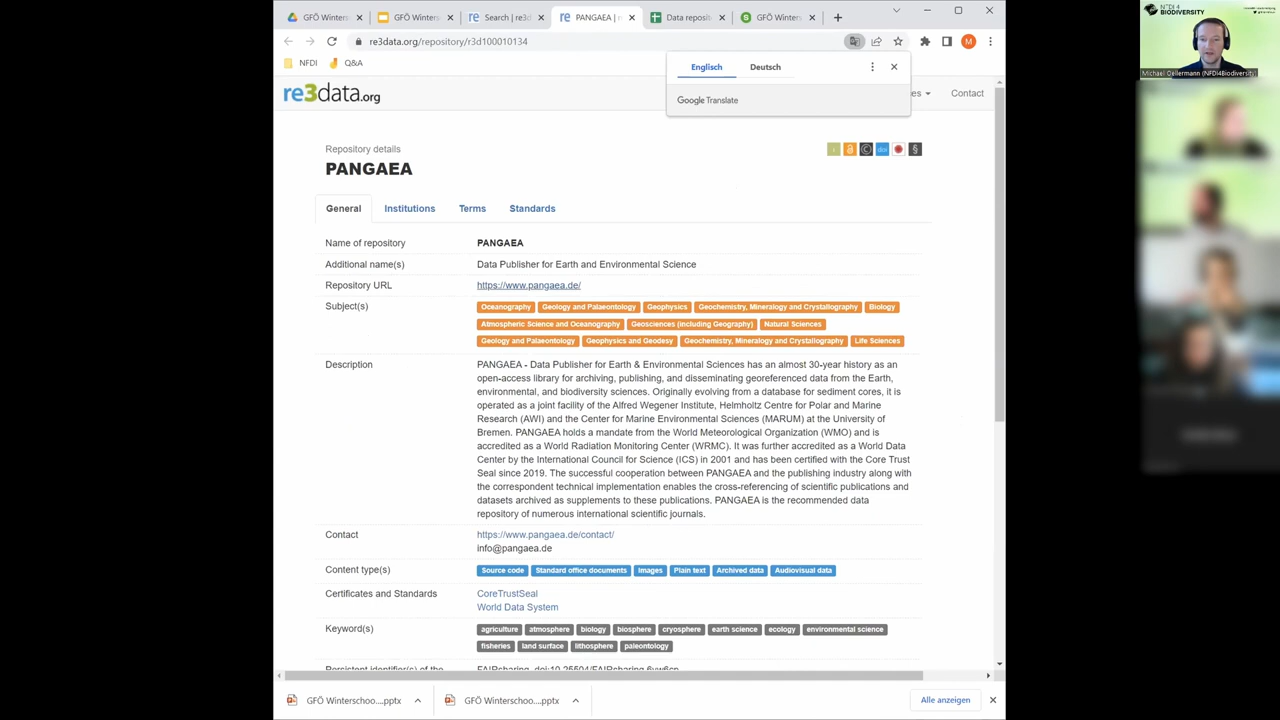 GFÖ Winters
GFÖ Winters
Search | re3d
PANGAEA | r
Data reposit
GFÖ Winters
re3data.org/repository/r3d100010134
NFDI
Q&A
Englisch
Deutsch
Google Translate
re3data.org
es
Contact
Repository details
PANGAEA
General
Institutions
Terms
Standards
Name of repository
PANGAEA
Additional name(s)
Data Publisher for Earth and Environmental Science
Repository URL
https://www.pangaea.de/
Subject(s)
Oceanography Geology and Palaeontology Geophysics Geochemistry, Mineralogy and Crystallography Biology
Atmospheric Science and Oceanography Geosciences (including Geography) Natural Sciences
Geology and Palaeontology Geophysics and Geodesy Geochemistry, Mineralogy and Crystallography Life Sciences
Description
PANGAEA - Data Publisher for Earth & Environmental Sciences has an almost 30-year history as an
open-access library for archiving, publishing, and disseminating georeferenced data from the Earth,
environmental, and biodiversity sciences. Originally evolving from a database for sediment cores, it is
operated as a joint facility of the Alfred Wegener Institute, Helmholtz Centre for Polar and Marine
Research (AWI) and the Center for Marine Environmental Sciences (MARUM) at the University of
Bremen. PANGAEA holds a mandate from the World Meteorological Organization (WMO) and is
accredited as a World Radiation Monitoring Center (WRMC). It was further accredited as a World Data
Center by the International Council for Science (ICS) in 2001 and has been certified with the Core Trust
Seal since 2019. The successful cooperation between PANGAEA and the publishing industry along with
the correspondent technical implementation enables the cross-referencing of scientific publications and
datasets archived as supplements to these publications. PANGAEA is the recommended data
repository of numerous international scientific journals.
Contact
https://www.pangaea.de/contact/
info@pangaea.de
Content type(s)
Source code Standard office documents Images Plain text Archived data Audiovisual data
Certificates and Standards
CoreTrustSeal
World Data System
Keyword(s)
agriculture atmosphere biology biosphere cryosphere earth science ecology environmental science
fisheries land surface lithosphere paleontology
Persistent identifier(s) of the
GFÖ Winterschoo....pptx
GFÖ Winterschoo....pptx
Alle anzeigen
NFDI 4
BIODIVERSITY
Michael Oellermann (NFDI4Biodiversity)